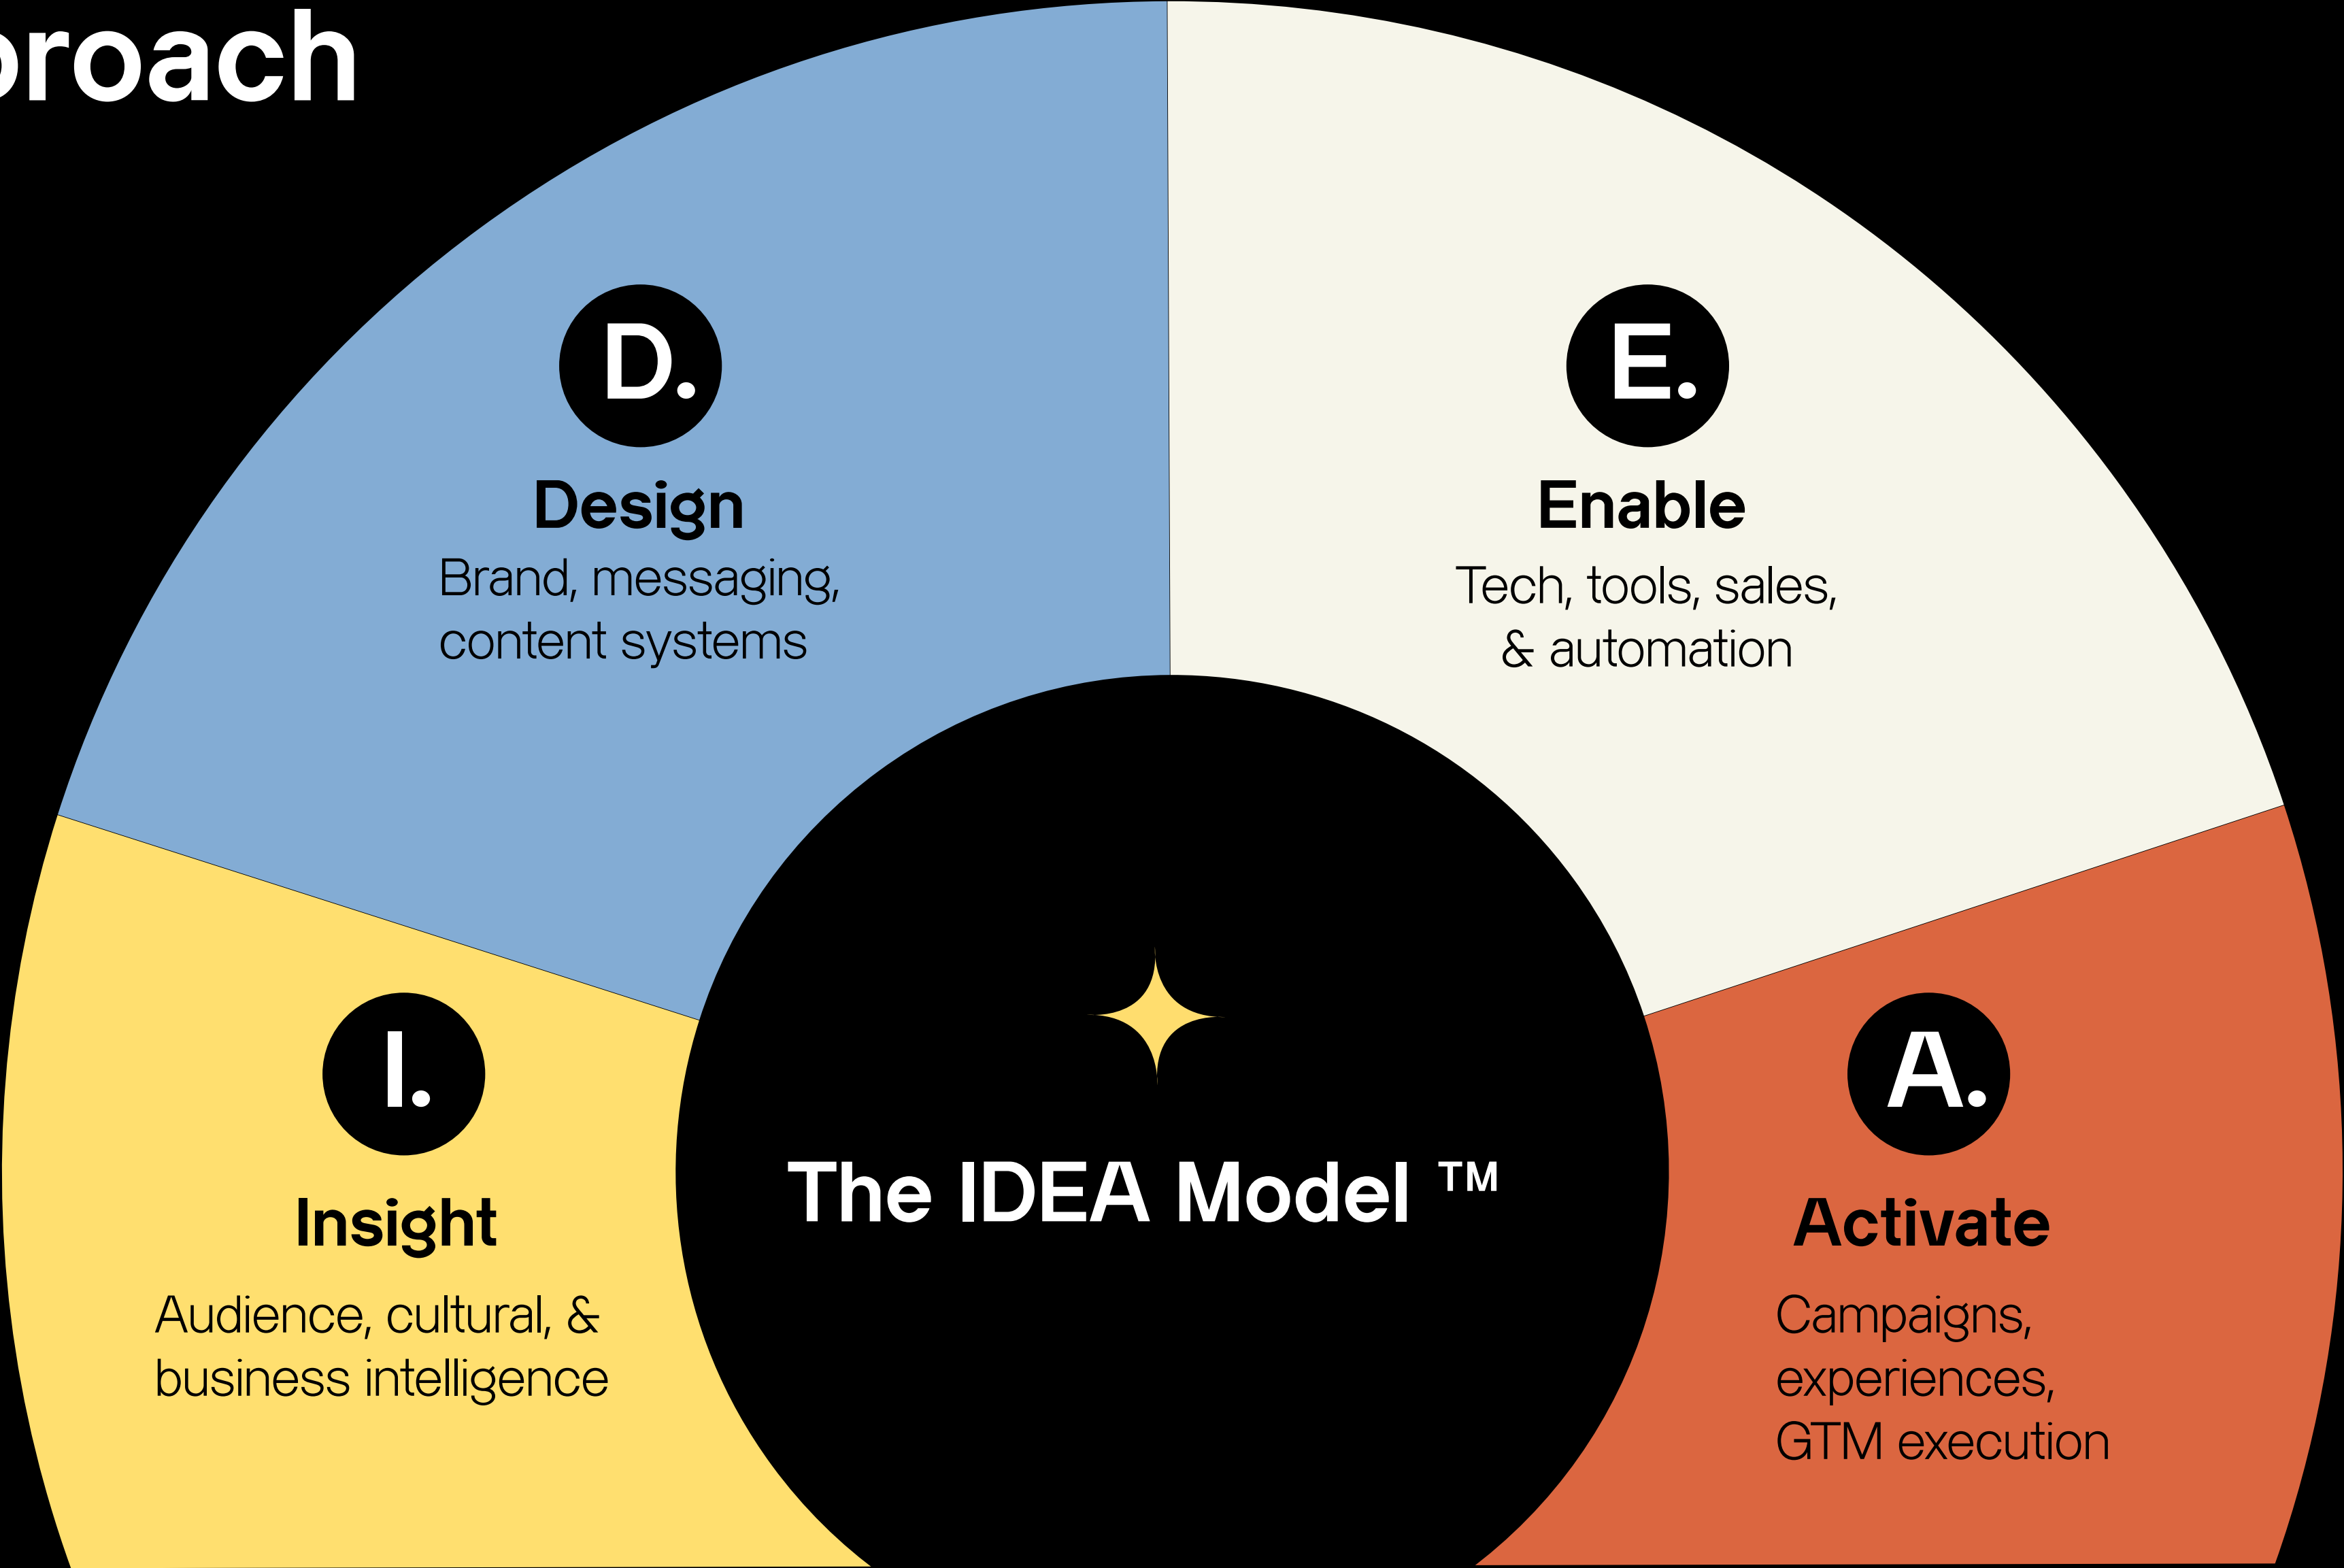 proach
D.
Design
Brand, messaging,
content systems
E.
Enable
Tech, tools, sales,
& automation
I.
Insight
Audience, cultural, &
business intelligence
The IDEA Model ™
A.
Activate
Campaigns,
experiences,
GTM execution